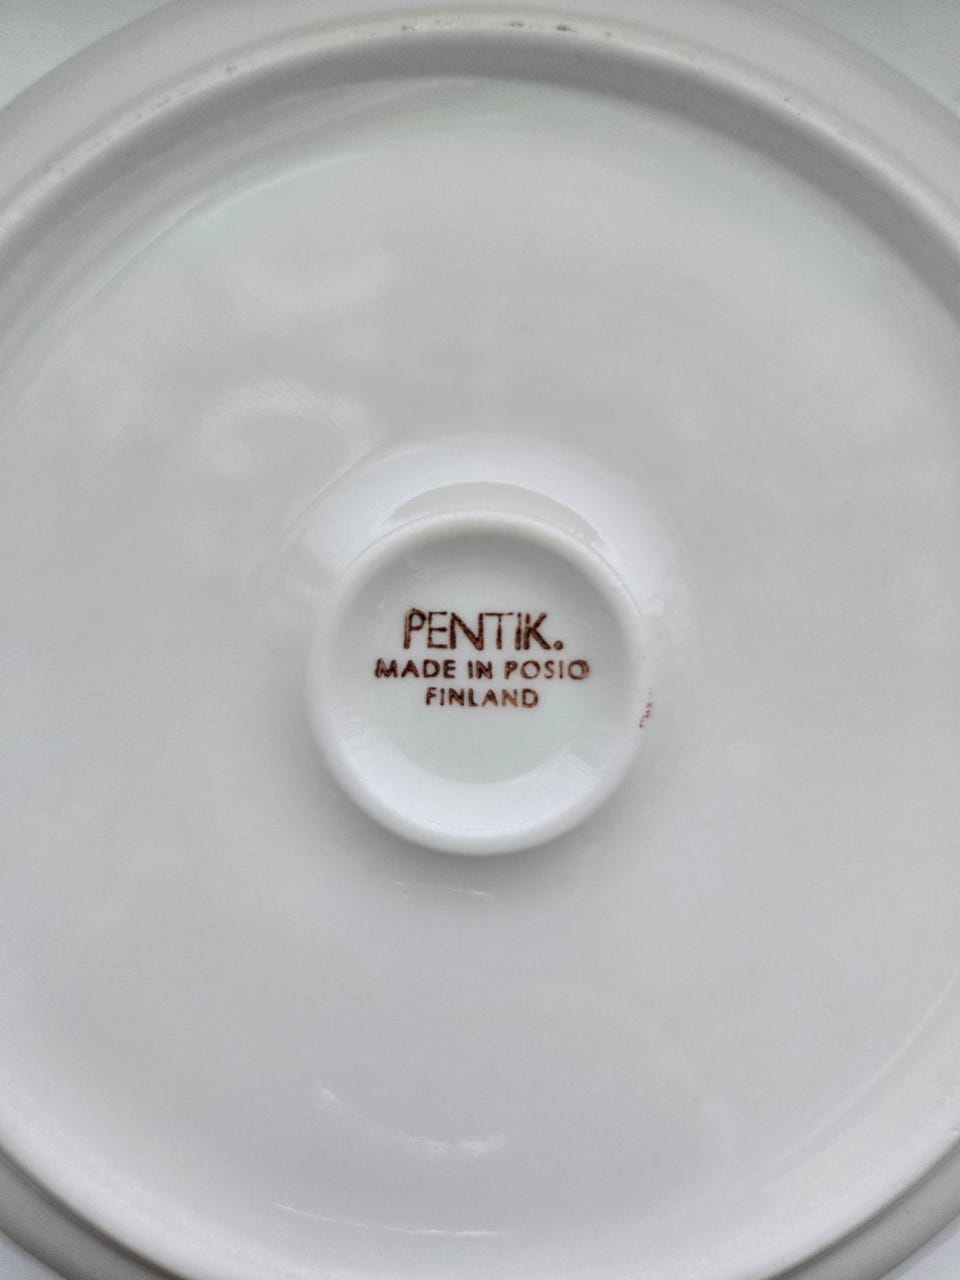 PENTIK.
MADE IN POSIO
FINLAND